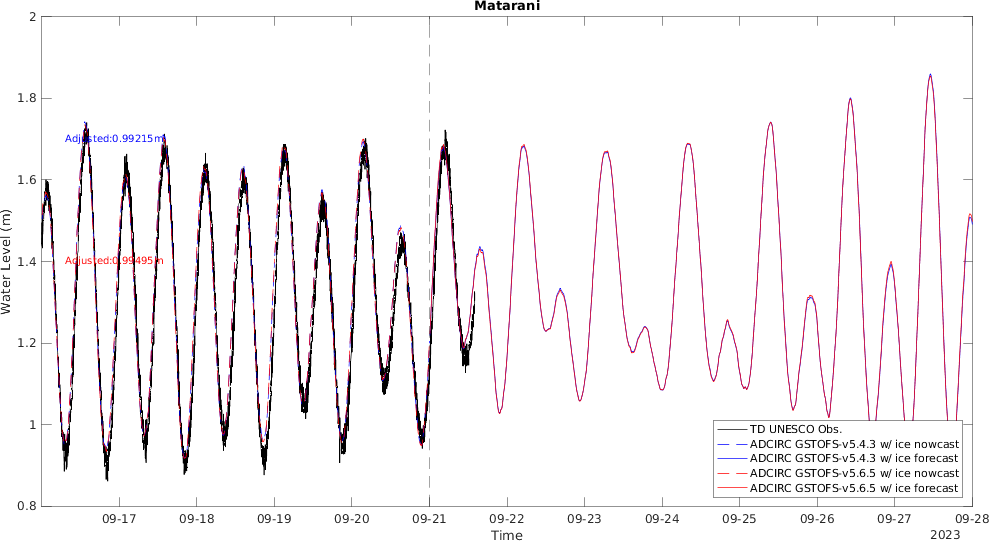 Matarani
2
1.8
1.6
1.4
1.2
1
0.8
Water Level (m)
Adjusted:0.99215m
Adjusted:0.99495m
TD UNESCO Obs.
ADCIRC GSTOFS-v5.4.3 w/ ice nowcast
ADCIRC GSTOFS-v5.4.3 w/ ice forecast
ADCIRC GSTOFS-v5.6.5 w/ ice nowcast
ADCIRC GSTOFS-v5.6.5 w/ ice forecast
09-17 09-18 09-19 09-20 09-21 09-22 09-23 09-24 09-25 09-26 09-27 09-28
Time
2023